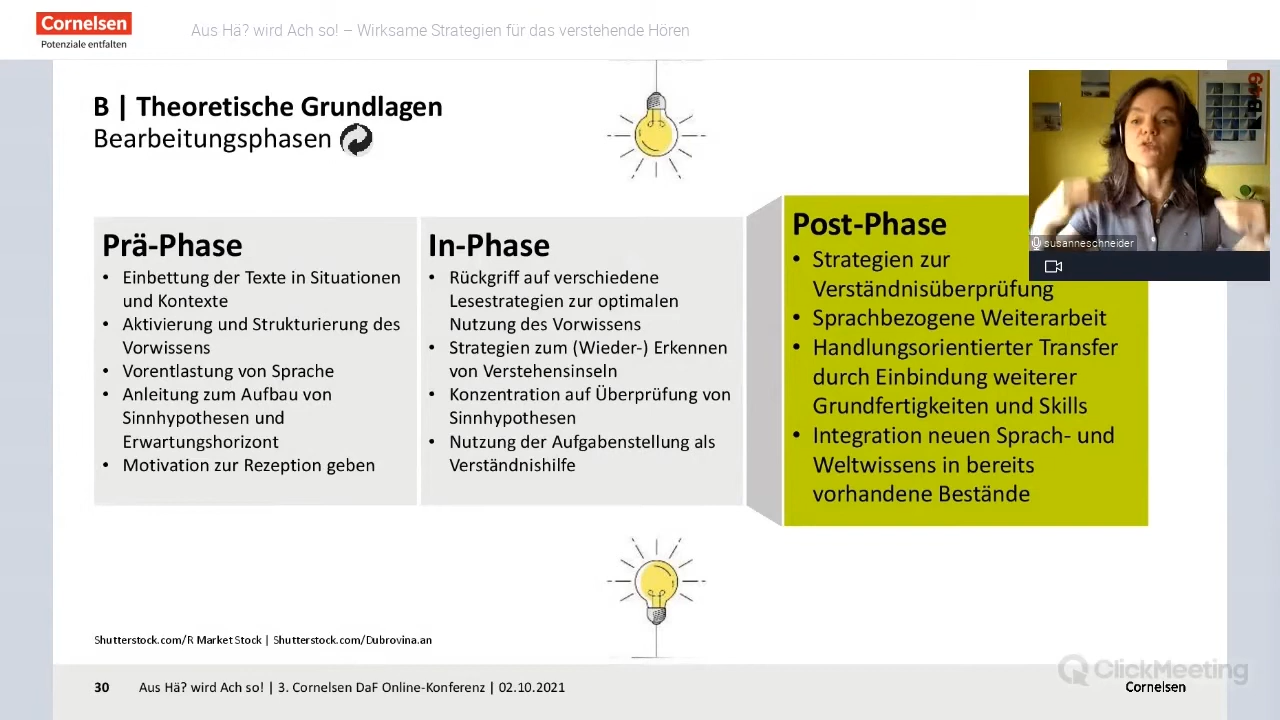 Cornelsen
Potenziale entfalten
Aus Hä? wird Ach so! – Wirksame Strategien für das verstehende Hören
B | Theoretische Grundlagen
Bearbeitungsphasen
Prä-Phase
• Einbettung der Texte in Situationen
und Kontexte
• Aktivierung und Strukturierung des
Vorwissens
• Vorentlastung von Sprache
• Anleitung zum Aufbau von
Sinnhypothesen und
Erwartungshorizont
• Motivation zur Rezeption geben
In-Phase
• Rückgriff auf verschiedene
Lesestrategien zur optimalen
Nutzung des Vorwissens
• Strategien zum (Wieder-) Erkennen
von Verstehensinseln
• Konzentration auf Überprüfung von
Sinnhypothesen
• Nutzung der Aufgabenstellung als
Verständnishilfe
Post-Phase
• Strategien zur
Verständnisüberprüfung
• Sprachbezogene Weiterarbeit
• Handlungsorientierter Transfer
durch Einbindung weiterer
Grundfertigkeiten und Skills
• Integration neuen Sprach- und
Weltwissens in bereits
vorhandene Bestände
susanneschneider
Shutterstock.com/R Market Stock | Shutterstock.com/Dubrovina.an
30 Aus Hä? wird Ach so! | 3. Cornelsen DaF Online-Konferenz | 02.10.2021
ClickMeeting
Cornelsen